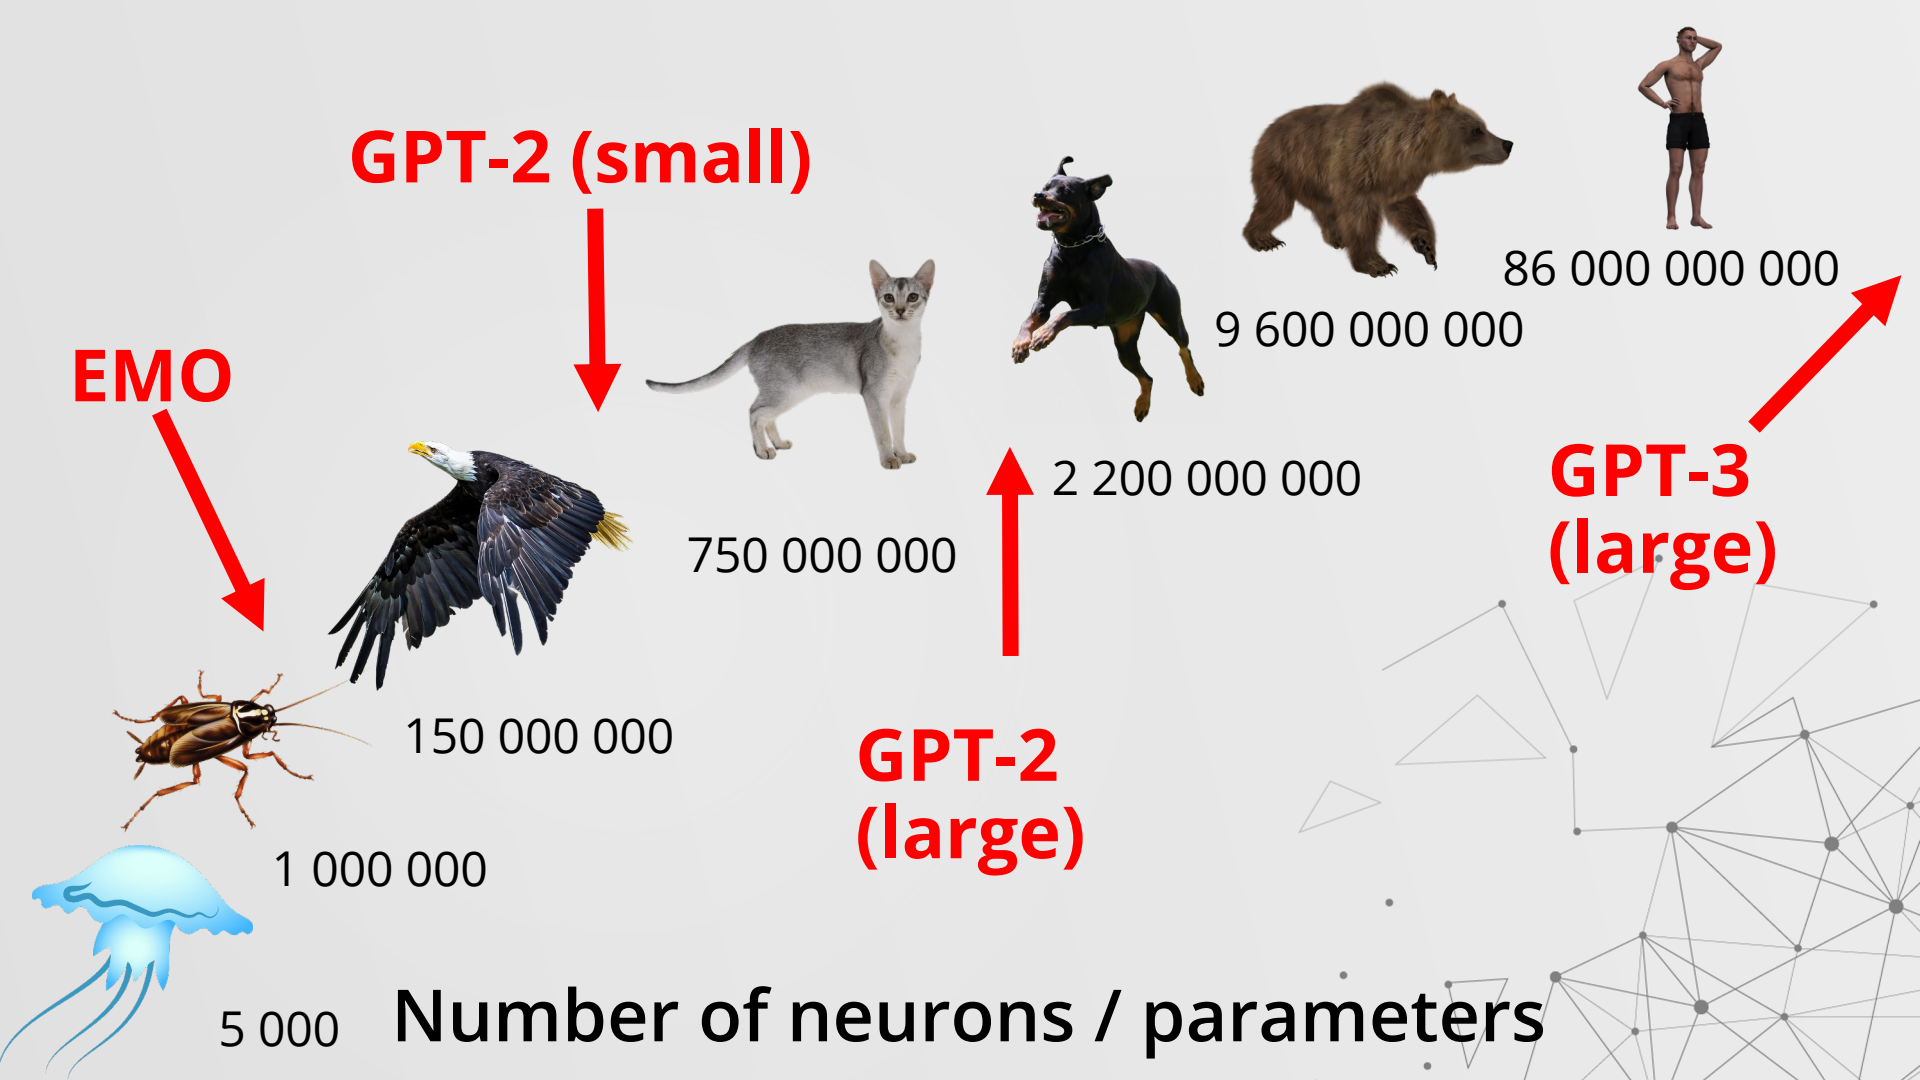 GPT-2 (small)
86 000 000 000
9 600 000 000
EMO
GPT-3
(large)
2 200 000 000
750 000 000
150 000 000
GPT-2
(large)
1 000 000
5 000
Number of neurons / parameters